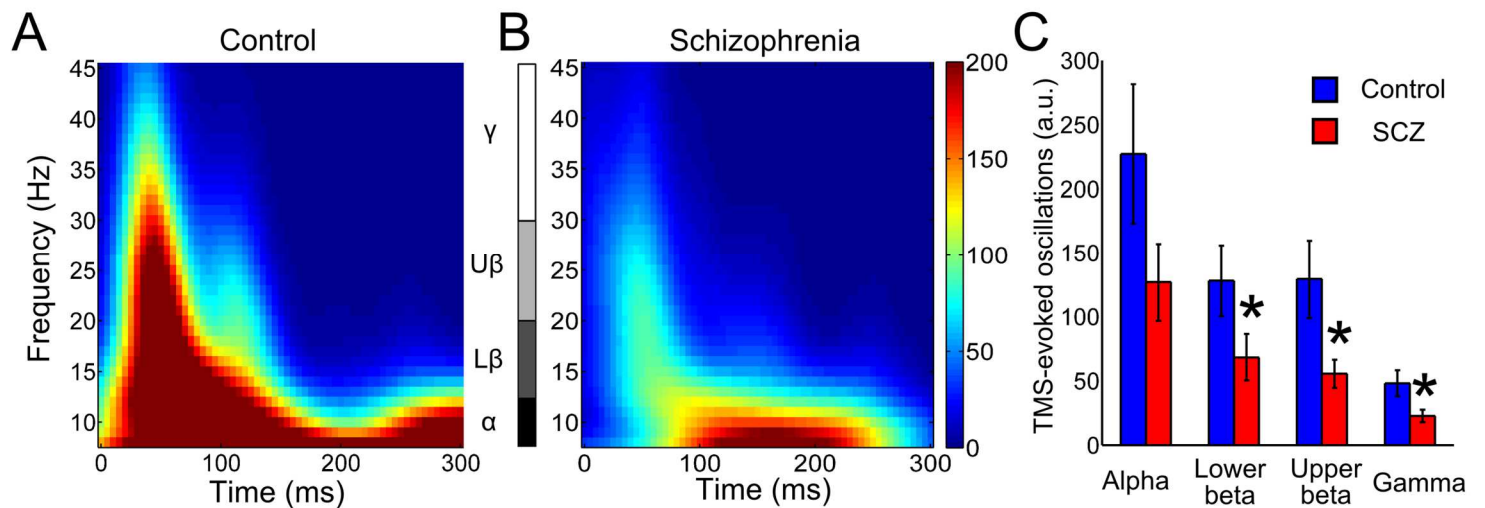 A
Control
45
40
35
30
25
20
15
10
Frequency (Hz)
0
100
200
300
Time (ms)
γ
Uβ
Lβ
α
B
Schizophrenia
45
40
35
30
25
20
15
10
0
100
200
300
Time (ms)
200
150
100
50
0
C
TMS-evoked oscillations (a.u.)
300
250
200
150
100
50
0
Control
SCZ
*
*
*
Alpha
Lower
beta
Upper
beta
Gamma